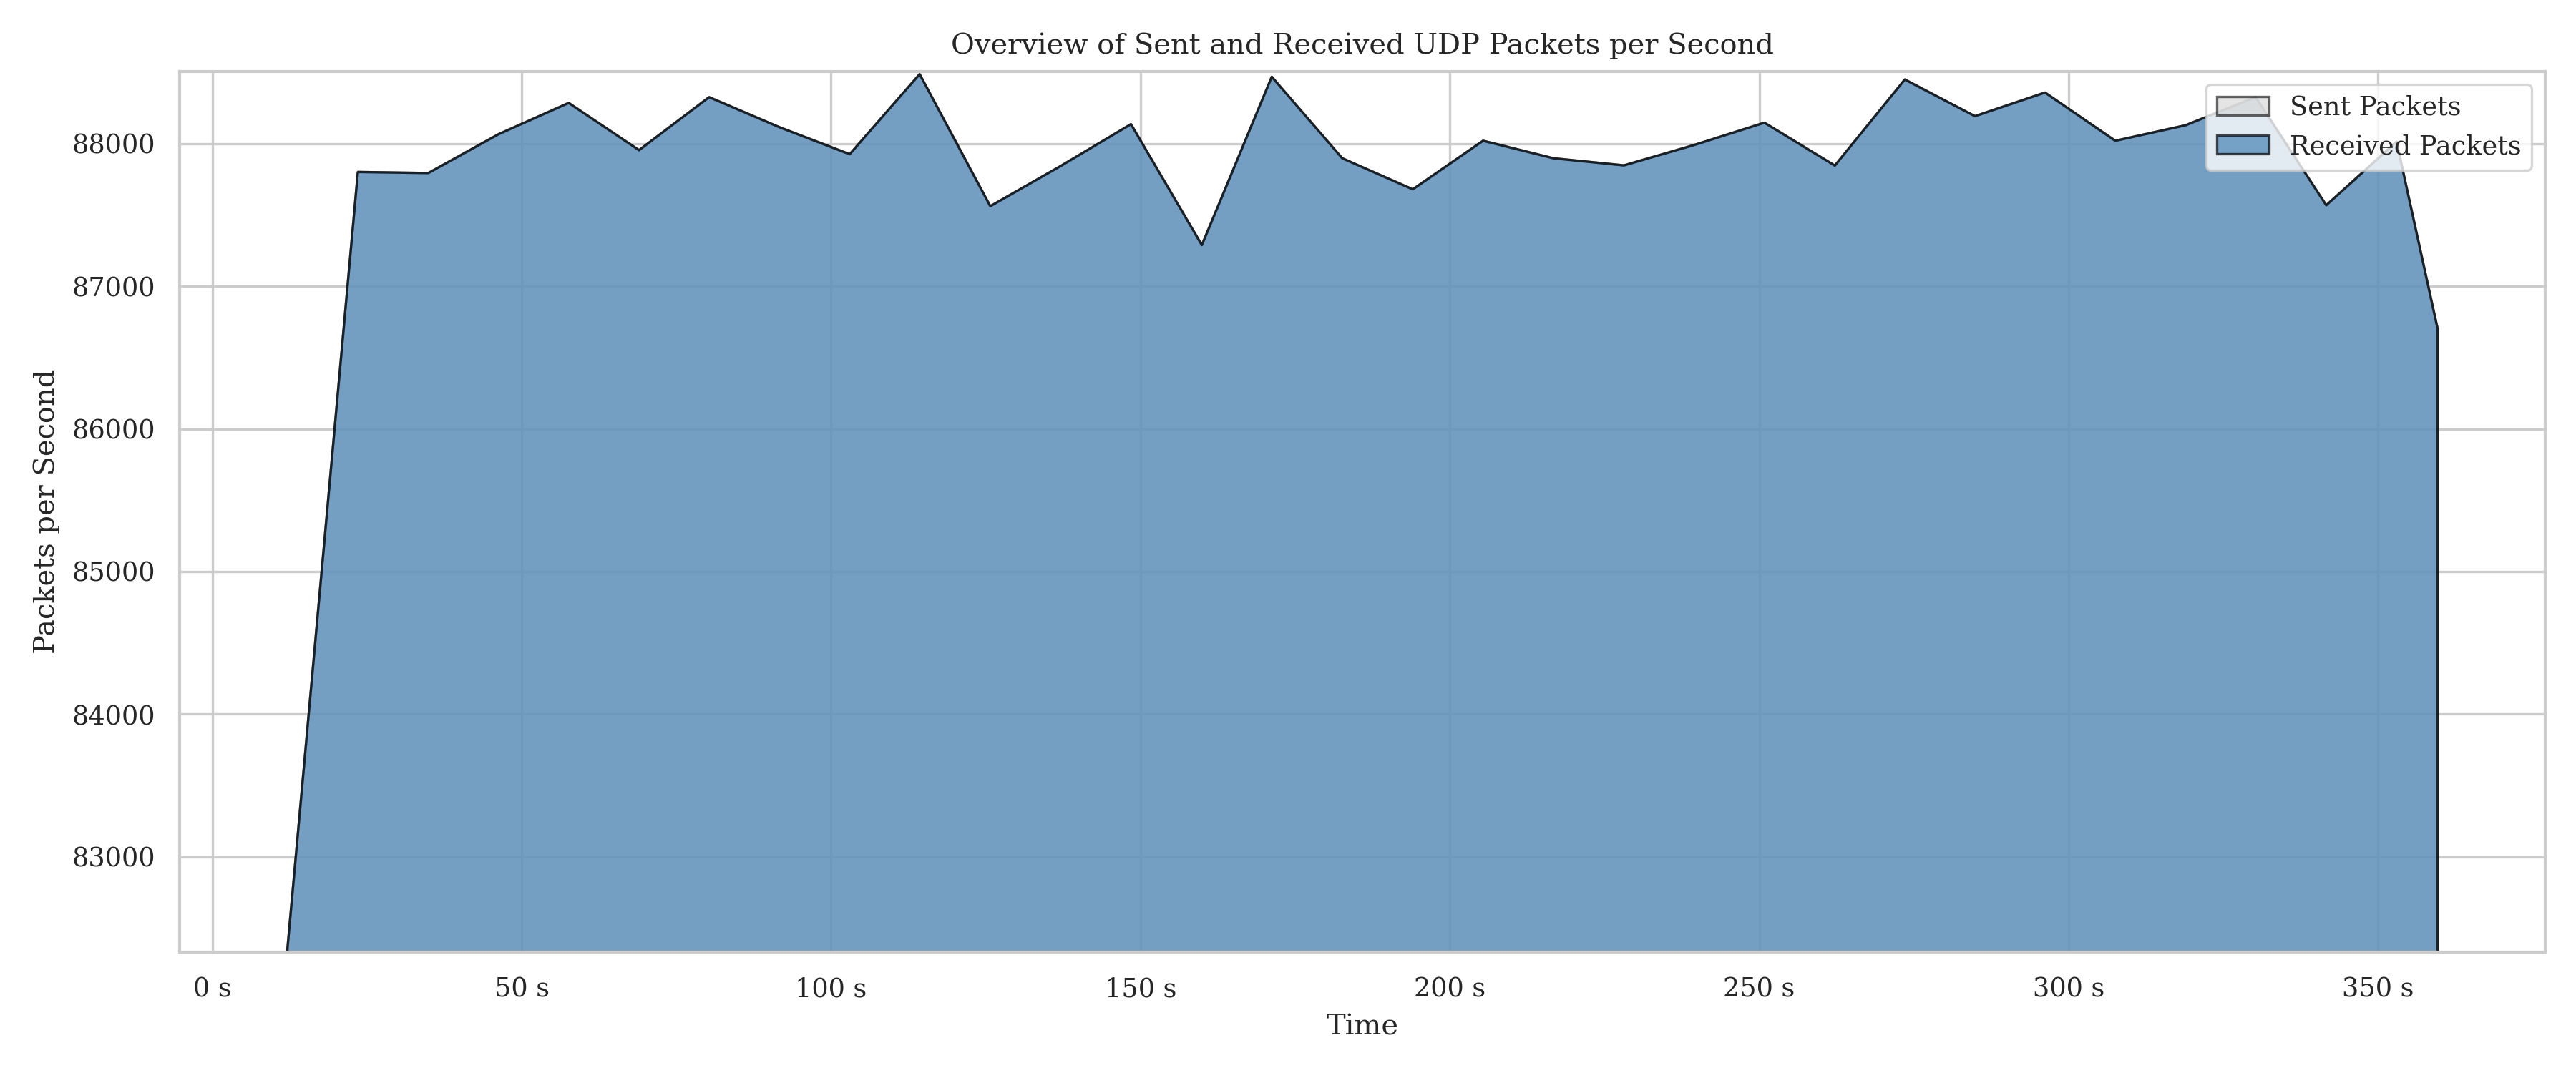 Overview of Sent and Received UDP Packets per Second
Sent Packets
Received Packets
88000
87000
86000
85000
84000
83000
Packets per Second
0 s
50 s
100 s
150 s
200 s
250 s
300 s
350 s
Time